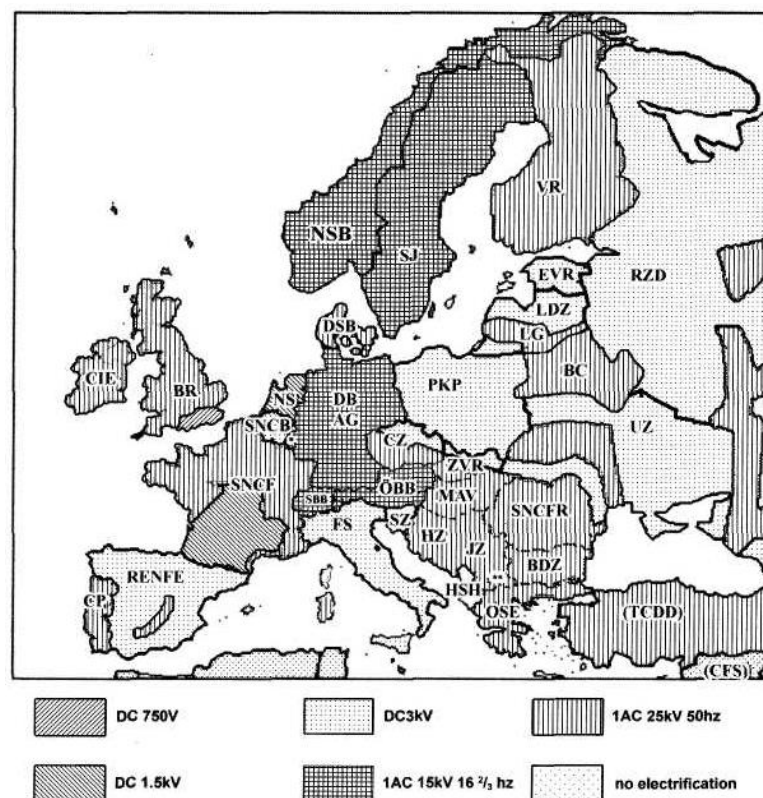 NSB
SJ
VR
EVR
RZD
LDZ
LG
DSB
CIE
BR
NS
DB
AG
PKP
BC
SNCB
UZ
CZ
ZVR
SNCF
SBB
ÖBB
MAV
SNCFR
FS
SZ
HZ
JZ
BDZ
RENFE
CP
HSH
OSE
(TCDD)
(CFS)
DC 750V
DC3kV
1AC 25kV 50hz
DC 1.5kV
1AC 15kV 16 2/3 hz
no electrification